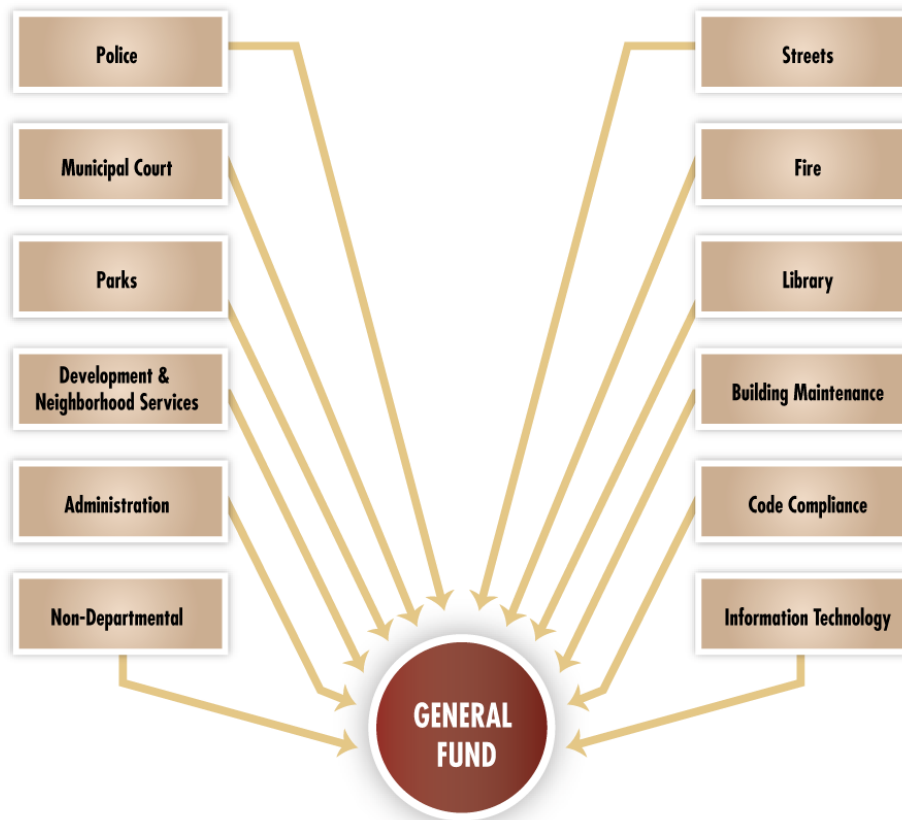 Police
Municipal Court
Parks
Development &
Neighborhood Services
Administration
Non-Departmental
Streets
Fire
Library
Building Maintenance
Code Compliance
Information Technology
GENERAL
FUND